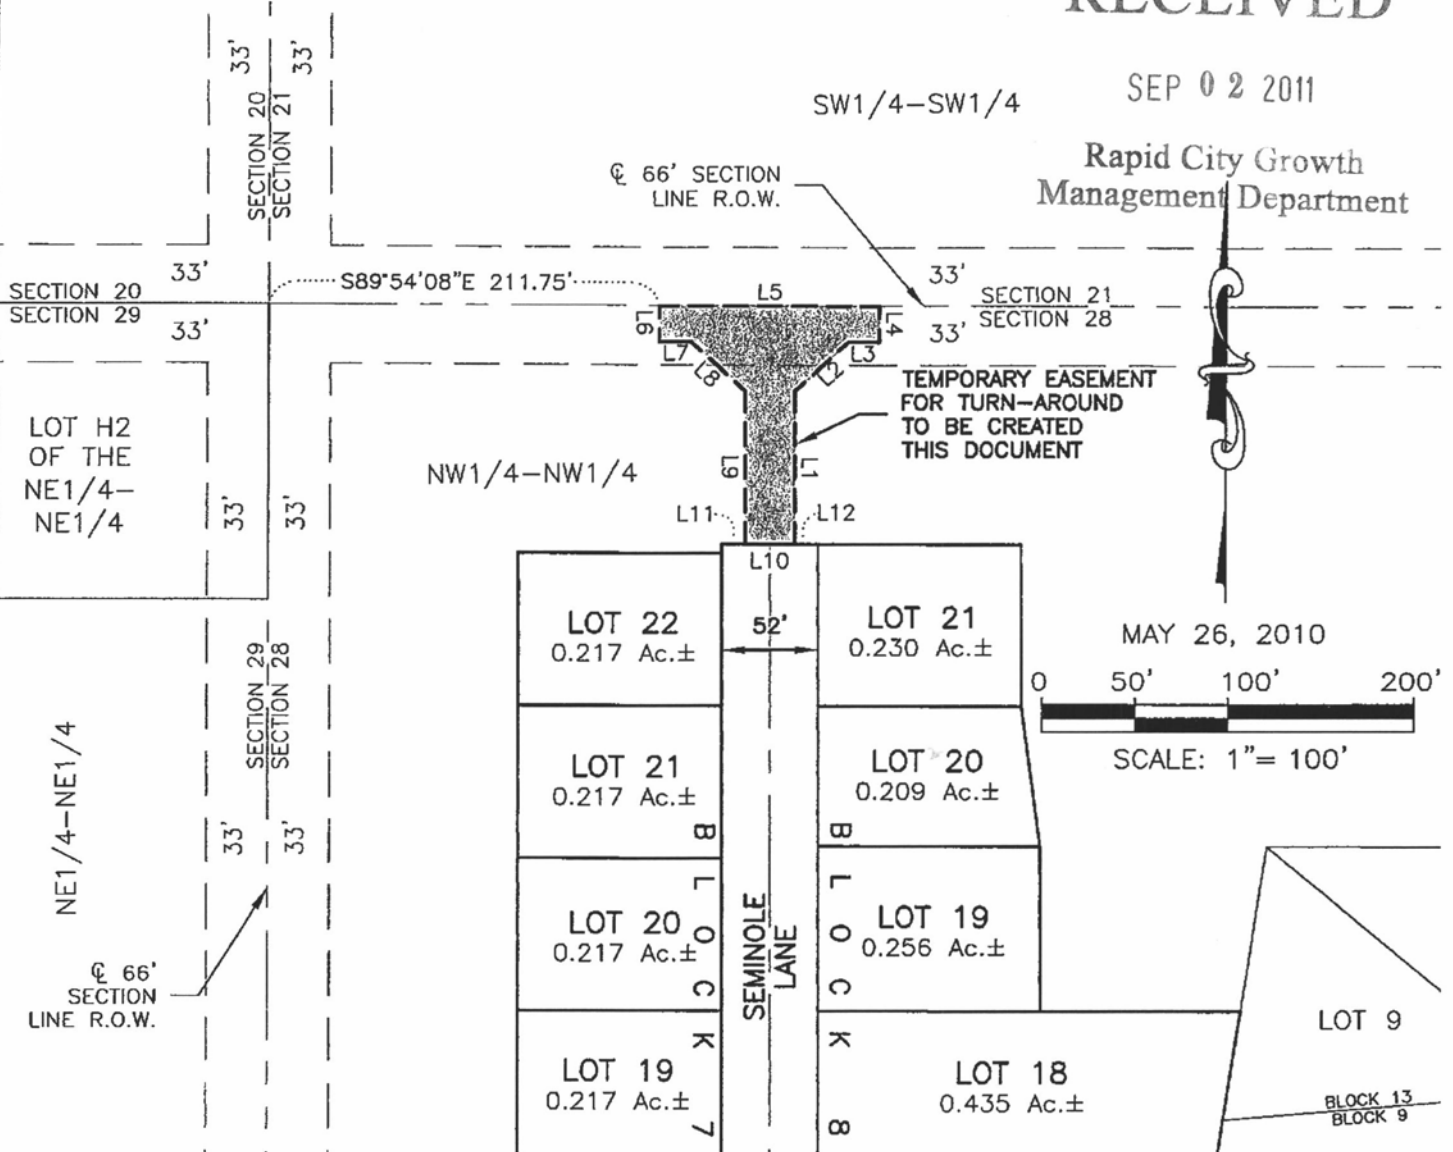 RECEIVED
SEP 02 2011
Rapid City Growth
Management Department
33'
33'
SECTION 20
SECTION 21
SW1/4-SW1/4
℄ 66' SECTION
LINE R.O.W.
33'
S89°54'08"E 211.75'
33'
SECTION 20
SECTION 29
33'
L5
SECTION 21
SECTION 28
33'
L6
L4
L7
L3
L8
L2
TEMPORARY EASEMENT
FOR TURN-AROUND
TO BE CREATED
THIS DOCUMENT
LOT H2
OF THE
NE1/4-
NE1/4
33'
33'
NW1/4-NW1/4
L9
L1
L11
L12
L10
LOT 22
0.217 Ac.±
52'
LOT 21
0.230 Ac.±
MAY 26, 2010
0 50' 100' 200'
SCALE: 1"= 100'
SECTION 29
SECTION 28
LOT 21
0.217 Ac.±
LOT 20
0.209 Ac.±
NE1/4-NE1/4
33'
33'
BLOCK 7
BLOCK 8
LOT 20
0.217 Ac.±
SEMINOLE
LANE
LOT 19
0.256 Ac.±
℄ 66'
SECTION
LINE R.O.W.
LOT 9
LOT 19
0.217 Ac.±
LOT 18
0.435 Ac.±
BLOCK 13
BLOCK 9